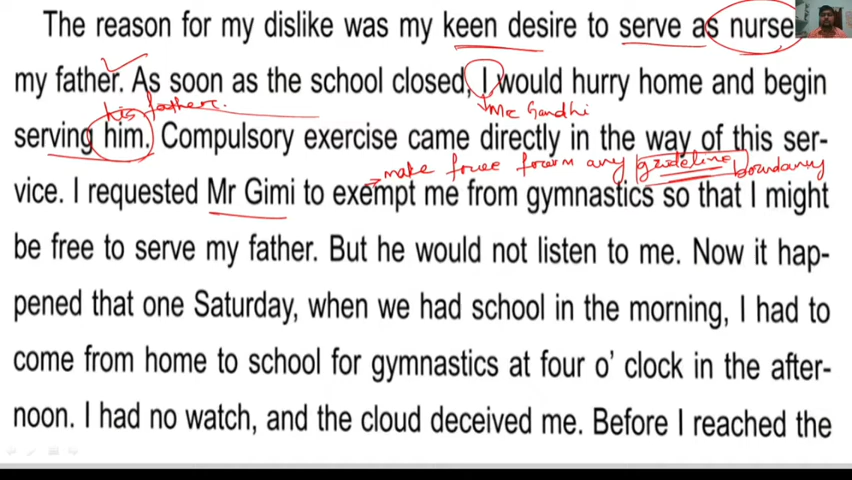 The reason for my dislike was my keen desire to serve as nurse
my father. As soon as the school closed, I would hurry home and begin
his father. Mc Gandhi
serving him. Compulsory exercise came directly in the way of this ser-
make force form any guideline boundary
vice. I requested Mr Gimi to exempt me from gymnastics so that I might
be free to serve my father. But he would not listen to me. Now it hap-
pened that one Saturday, when we had school in the morning, I had to
come from home to school for gymnastics at four o' clock in the after-
noon. I had no watch, and the cloud deceived me. Before I reached the